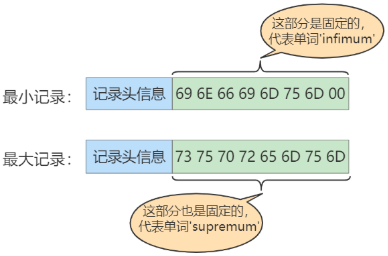 这部分是固定的,
代表单词'infimum'
最小记录:
记录头信息
69 6E 66 69 6D 75 6D 00
最大记录:
记录头信息
73 75 70 72 65 6D 75 6D
这部分也是固定的,
代表单词'supremum'